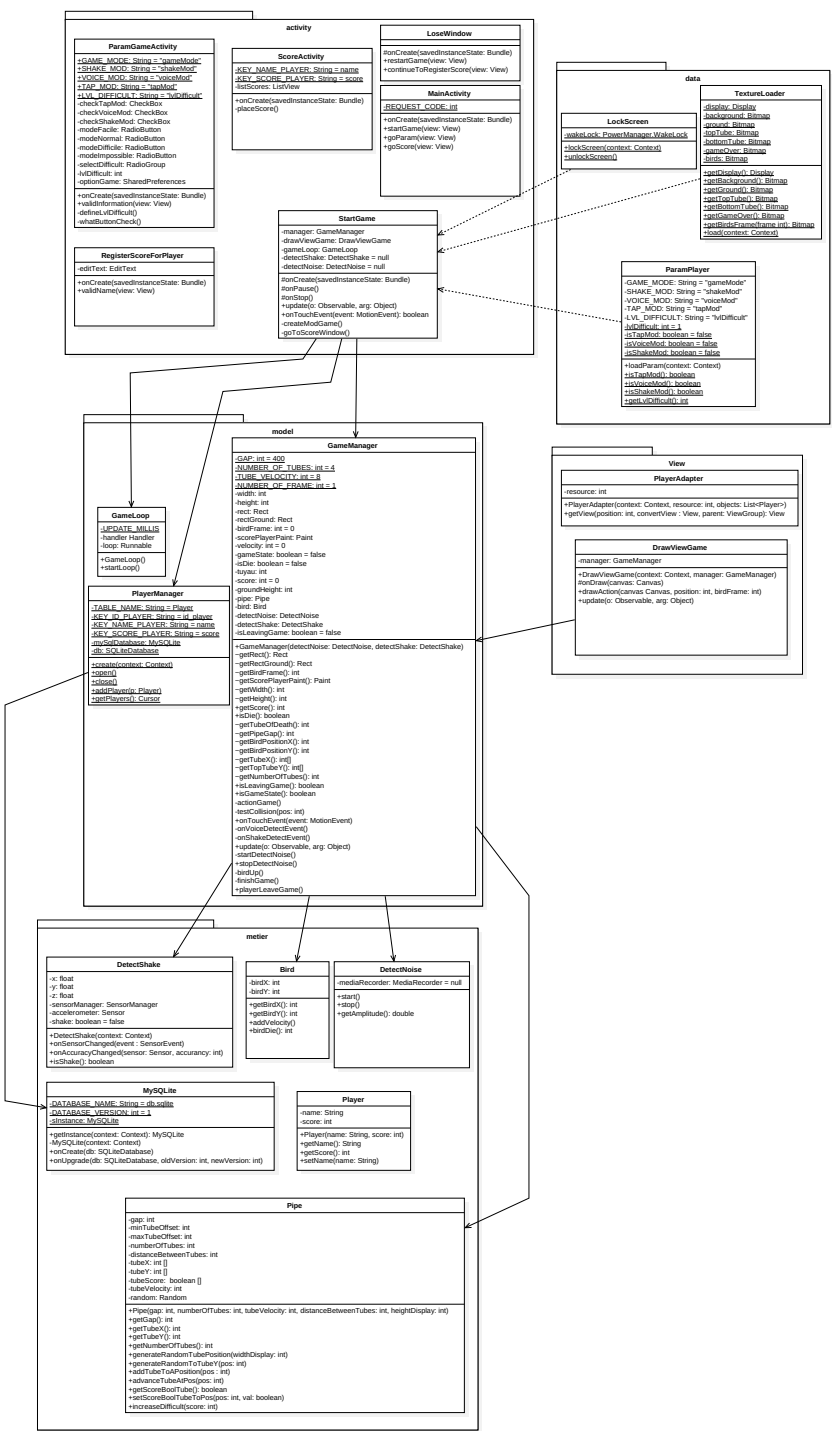 activity
ParamGameActivity
+GAME_MODE: String = "gameMode"
+SHAKE_MOD: String = "shakeMod"
+VOICE_MOD: String = "voiceMod"
+TAP_MOD: String = "tapMod"
+LVL_DIFFICULT: String = "lvlDifficult"
-checkTapMod: CheckBox
-checkVoiceMod: CheckBox
-checkShakeMod: CheckBox
-modeFacile: RadioButton
-modeNormal: RadioButton
-modeDifficile: RadioButton
-modeImpossible: RadioButton
-selectDifficult: RadioGroup
-lvlDifficult: int
-optionGame: SharedPreferences
+onCreate(savedInstanceState: Bundle)
+validInformation(view: View)
-defineLvlDifficult()
-whatButtonCheck()
ScoreActivity
-KEY_NAME_PLAYER: String = name
-KEY_SCORE_PLAYER: String = score
-listScores: ListView
+onCreate(savedInstanceState: Bundle)
-placeScore()
LoseWindow
#onCreate(savedInstanceState: Bundle)
+restartGame(view: View)
+continueToRegisterScore(view: View)
MainActivity
-REQUEST_CODE: int
+onCreate(savedInstanceState: Bundle)
+startGame(view: View)
+goParam(view: View)
+goScore(view: View)
StartGame
-manager: GameManager
-drawViewGame: DrawViewGame
-gameLoop: GameLoop
-detectShake: DetectShake = null
-detectNoise: DetectNoise = null
#onCreate(savedInstanceState: Bundle)
#onPause()
#onStop()
+update(o: Observable, arg: Object)
+onTouchEvent(event: MotionEvent): boolean
-createModGame()
-goToScoreWindow()
RegisterScoreForPlayer
-editText: EditText
+onCreate(savedInstanceState: Bundle)
+validName(view: View)
data
LockScreen
-wakeLock: PowerManager.WakeLock
+lockScreen(context: Context)
+unlockScreen()
TextureLoader
-display: Display
-background: Bitmap
-ground: Bitmap
-topTube: Bitmap
-bottomTube: Bitmap
-gameOver: Bitmap
-birds: Bitmap
+getDisplay(): Display
+getBackground(): Bitmap
+getGround(): Bitmap
+getTopTube(): Bitmap
+getBottomTube(): Bitmap
+getGameOver(): Bitmap
+getBirdsFrame(frame int): Bitmap
+load(context: Context)
ParamPlayer
-GAME_MODE: String = "gameMode"
-SHAKE_MOD: String = "shakeMod"
-VOICE_MOD: String = "voiceMod"
-TAP_MOD: String = "tapMod"
-LVL_DIFFICULT: String = "lvlDifficult"
-lvlDifficult: int = 1
-isTapMod: boolean = false
-isVoiceMod: boolean = false
-isShakeMod: boolean = false
+loadParam(context: Context)
+isTapMod(): boolean
+isVoiceMod(): boolean
+isShakeMod(): boolean
+getLvlDifficult(): int
model
GameManager
-GAP: int = 400
-NUMBER_OF_TUBES: int = 4
-TUBE_VELOCITY: int = 8
-NUMBER_OF_FRAME: int = 1
-width: int
-height: int
-rect: Rect
-rectGround: Rect
-birdFrame: int = 0
-scorePlayerPaint: Paint
-velocity: int = 0
-gameState: boolean = false
-isDie: boolean = false
-tuyau: int
-score: int = 0
-groundHeight: int
-pipe: Pipe
-bird: Bird
-detectNoise: DetectNoise
-detectShake: DetectShake
-isLeavingGame: boolean = false
+GameManager(detectNoise: DetectNoise, detectShake: DetectShake)
~getRect(): Rect
~getRectGround(): Rect
~getBirdFrame(): int
~getScorePlayerPaint(): Paint
~getWidth(): int
~getHeight(): int
+getScore(): int
+isDie(): boolean
~getTubeOfDeath(): int
~getPipeGap(): int
~getBirdPositionX(): int
~getBirdPositionY(): int
~getTubeX(): int[]
~getTopTubeY(): int[]
~getNumberOfTubes(): int
+isLeavingGame(): boolean
+isGameState(): boolean
-actionGame()
-testCollision(pos: int)
+onTouchEvent(event: MotionEvent)
-onVoiceDetectEvent()
-onShakeDetectEvent()
+update(o: Observable, arg: Object)
-startDetectNoise()
+stopDetectNoise()
-birdUp()
-finishGame()
+playerLeaveGame()
GameLoop
-UPDATE_MILLIS
-handler Handler
-loop: Runnable
+GameLoop()
+startLoop()
PlayerManager
-TABLE_NAME: String = Player
-KEY_ID_PLAYER: String = id_player
-KEY_NAME_PLAYER: String = name
-KEY_SCORE_PLAYER: String = score
-mySqlDatabase: MySQLite
-db: SQLiteDatabase
+create(context: Context)
+open()
+close()
+addPlayer(p: Player)
+getPlayers(): Cursor
View
PlayerAdapter
-resource: int
+PlayerAdapter(context: Context, resource: int, objects: List<Player>)
+getView(position: int, convertView : View, parent: ViewGroup): View
DrawViewGame
-manager: GameManager
+DrawViewGame(context: Context, manager: GameManager)
#onDraw(canvas: Canvas)
+drawAction(canvas Canvas, position: int, birdFrame: int)
+update(o: Observable, arg: Object)
metier
DetectShake
-x: float
-y: float
-z: float
-sensorManager: SensorManager
-accelerometer: Sensor
-shake: boolean = false
+DetectShake(context: Context)
+onSensorChanged(event : SensorEvent)
+onAccuracyChanged(sensor: Sensor, accurancy: int)
+isShake(): boolean
Bird
-birdX: int
-birdY: int
+getBirdX(): int
+getBirdY(): int
+addVelocity()
+birdDie(): int
DetectNoise
-mediaRecorder: MediaRecorder = null
+start()
+stop()
+getAmplitude(): double
MySQLite
-DATABASE_NAME: String = db.sqlite
-DATABASE_VERSION: int = 1
-sInstance: MySQLite
+getInstance(context: Context): MySQLite
-MySQLite(context: Context)
+onCreate(db: SQLiteDatabase)
+onUpgrade(db: SQLiteDatabase, oldVersion: int, newVersion: int)
Player
-name: String
-score: int
+Player(name: String, score: int)
+getName(): String
+getScore(): int
+setName(name: String)
Pipe
-gap: int
-minTubeOffset: int
-maxTubeOffset: int
-numberOfTubes: int
-distanceBetweenTubes: int
-tubeX: int []
-tubeY: int []
-tubeScore: boolean []
-tubeVelocity: int
-random: Random
+Pipe(gap: int, numberOfTubes: int, tubeVelocity: int, distanceBetweenTubes: int, heightDisplay: int)
+getGap(): int
+getTubeX(): int
+getTubeY(): int
+getNumberOfTubes(): int
+generateRandomTubePosition(widthDisplay: int)
+generateRandomToTubeY(pos: int)
+addTubeToAPosition(pos : int)
+advanceTubeAtPos(pos: int)
+getScoreBoolTube(): boolean
+setScoreBoolTubeToPos(pos: int, val: boolean)
+increaseDifficult(score: int)